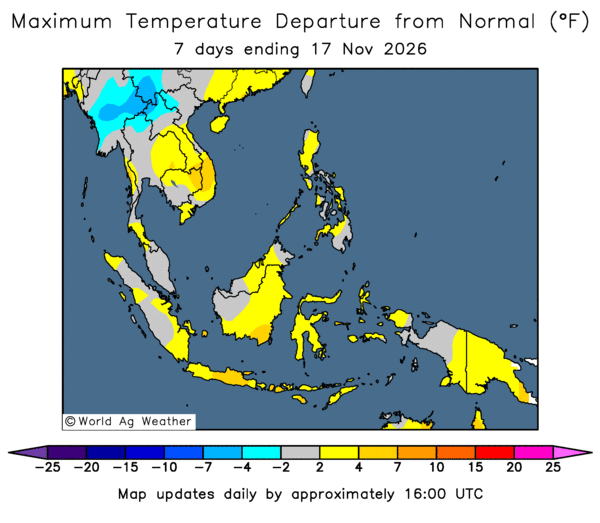 Maximum Temperature Departure from Normal (°F)
7 days ending 17 Nov 2026
©World Ag Weather
-25 -20 -15 -10 -7 -4 -2 2 4 7 10 15 20 25
Map updates daily by approximately 16:00 UTC